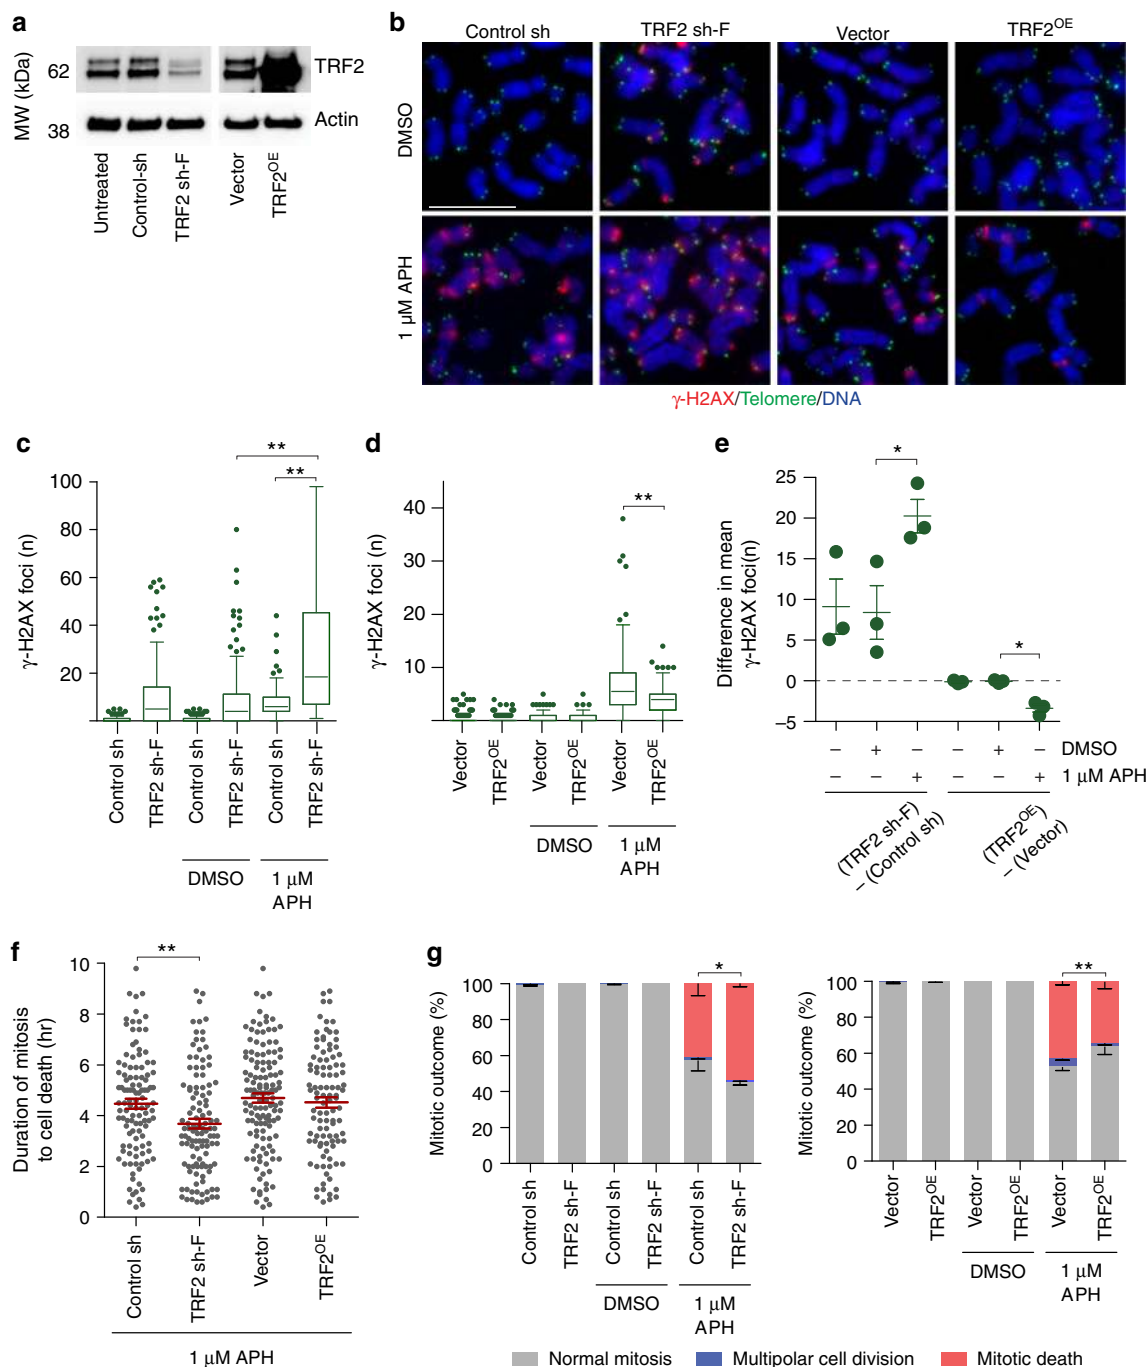 a
MW (kDa)
62
38
TRF2
Actin
Untreated
Control-sh
TRF2 sh-F
Vector
TRF2OE
b
Control sh
TRF2 sh-F
Vector
TRF2OE
DMSO
1 μM APH
γ-H2AX/Telomere/DNA
c
γ-H2AX foci (n)
100
80
60
40
20
**
**
Control sh
TRF2 sh-F
Control sh
TRF2 sh-F
Control sh
TRF2 sh-F
DMSO
1 μM
APH
d
γ-H2AX foci (n)
40
20
0
**
Vector
TRF2OE
Vector
TRF2OE
Vector
TRF2OE
DMSO
1 μM
APH
e
Difference in mean
γ-H2AX foci(n)
25
20
15
10
5
0
−5
*
*
− + − − + − DMSO
− − + − − + 1 μM APH
(TRF2 sh-F)
− (Control sh)
(TRF2OE)
− (Vector)
f
Duration of mitosis
to cell death (hr)
10
8
6
4
2
0
**
Control sh
TRF2 sh-F
Vector
TRF2OE
1 μM APH
g
Mitotic outcome (%)
100
80
60
40
20
0
*
Control sh
TRF2 sh-F
Control sh
TRF2 sh-F
Control sh
TRF2 sh-F
DMSO
1 μM
APH
Mitotic outcome (%)
100
80
60
40
20
0
**
Vector
TRF2OE
Vector
TRF2OE
Vector
TRF2OE
DMSO
1 μM
APH
Normal mitosis
Multipolar cell division
Mitotic death